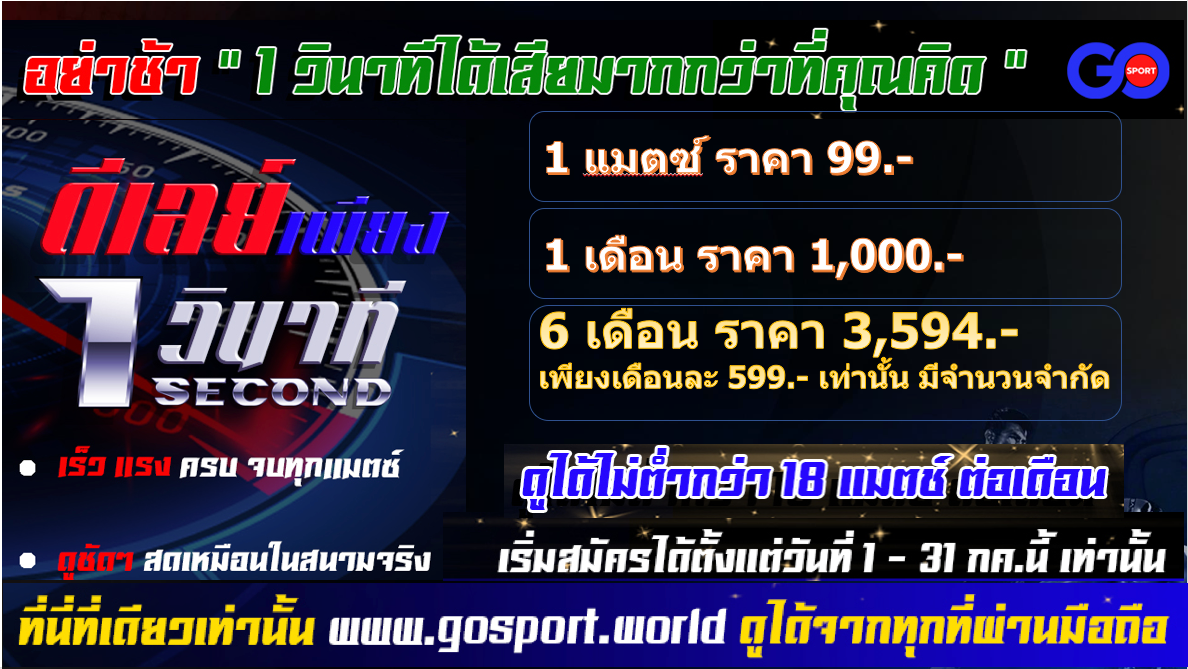 อย่าช้า " 1 วินาทีได้เสียมากกว่าที่คุณคิด "
GO SPORT
1 แมตซ์ ราคา 99.-
100
50
ดีเลย์เพียง
1 เดือน ราคา 1,000.-
1 วินาที
SECOND
6 เดือน ราคา 3,594.-
เพียงเดือนละ 599.- เท่านั้น มีจำนวนจำกัด
300
• เร็ว แรง ครบ จบทุกแมตซ์
ดูได้ไม่ต่ำกว่า 18 แมตช์ ต่อเดือน
• ดูชัดๆ สดเหมือนในสนามจริง
เริ่มสมัครได้ตั้งแต่วันที่ 1 - 31 กค.นี้ เท่านั้น
ที่นี่ที่เดียวเท่านั้น www.gosport.world ดูได้จากทุกที่ผ่านมือถือ